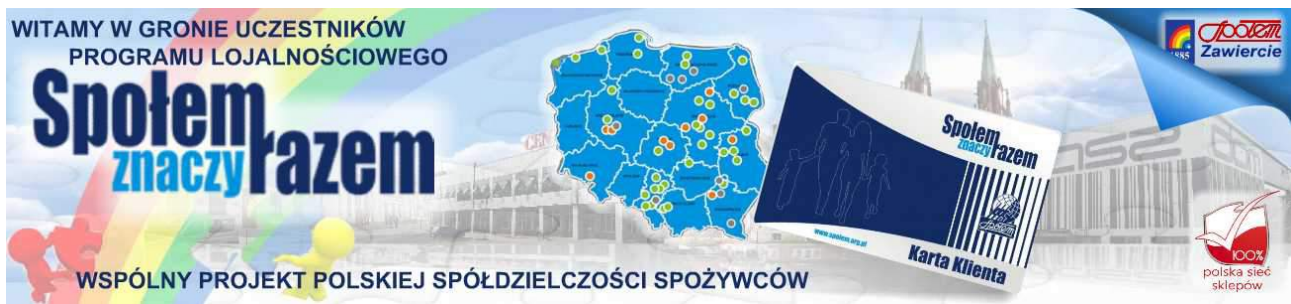 WITAMY W GRONIE UCZESTNIKÓW
PROGRAMU LOJALNOŚCIOWEGO
Społem
znaczy razem
WSPÓLNY PROJEKT POLSKIEJ SPÓŁDZIELCZOŚCI SPOŻYWCÓW
Społem
znaczy razem
www.spolem.org.pl
Karta Klienta
Społem
Zawiercie
100%
polska sieć
sklepów